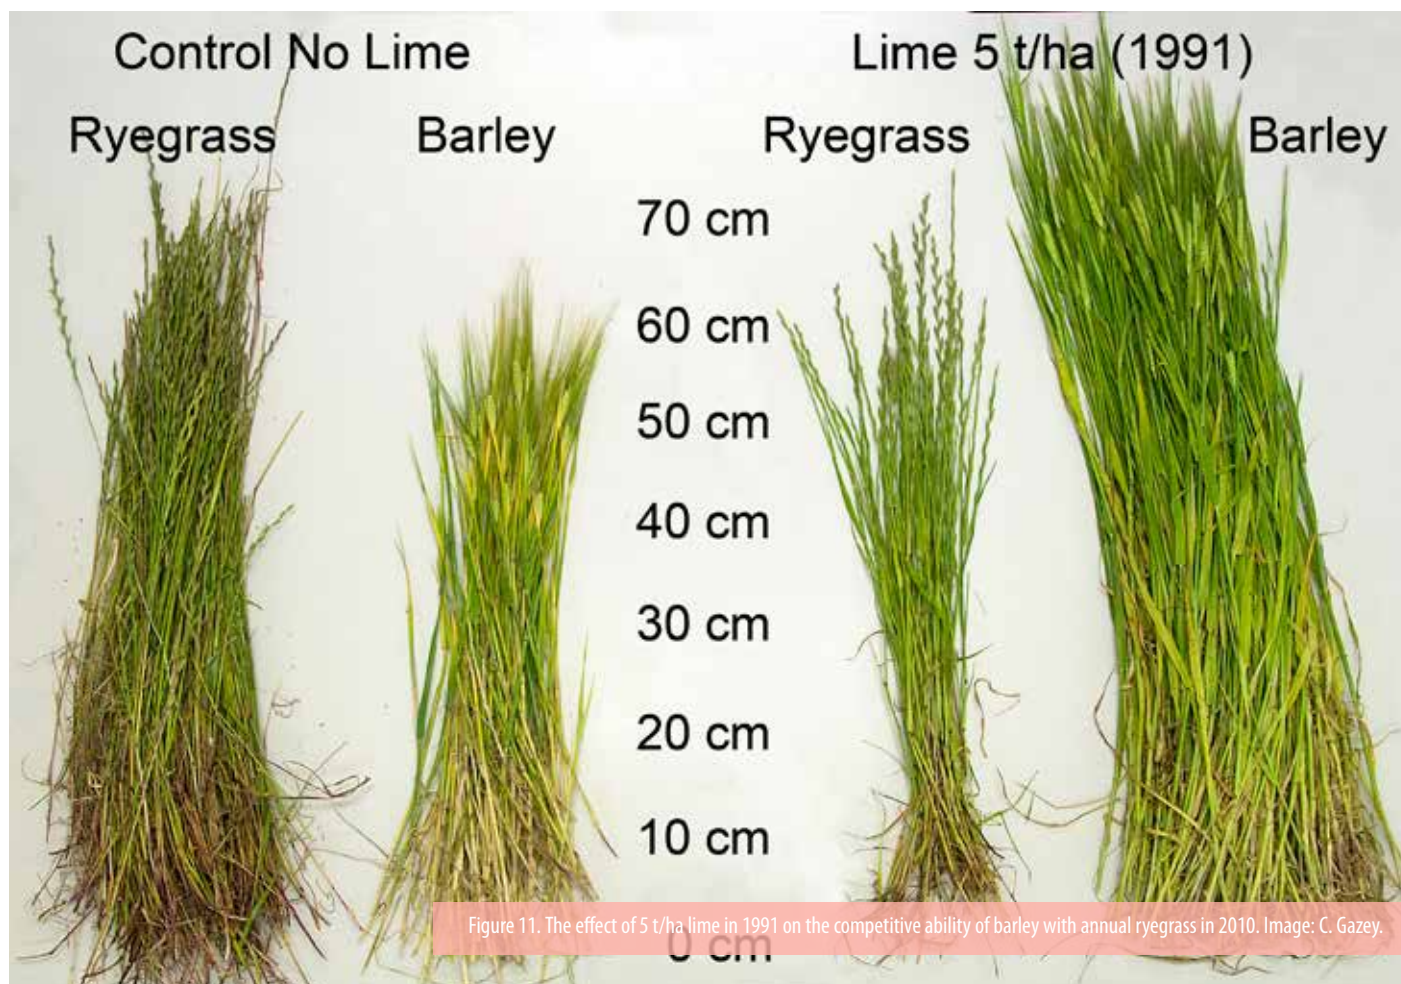 Control No Lime
Lime 5 t/ha (1991)
Ryegrass
Barley
Ryegrass
Barley
70 cm
60 cm
50 cm
40 cm
30 cm
20 cm
10 cm
Figure 11. The effect of 5 t/ha lime in 1991 on the competitive ability of barley with annual ryegrass in 2010. Image: C. Gazey.
0 cm